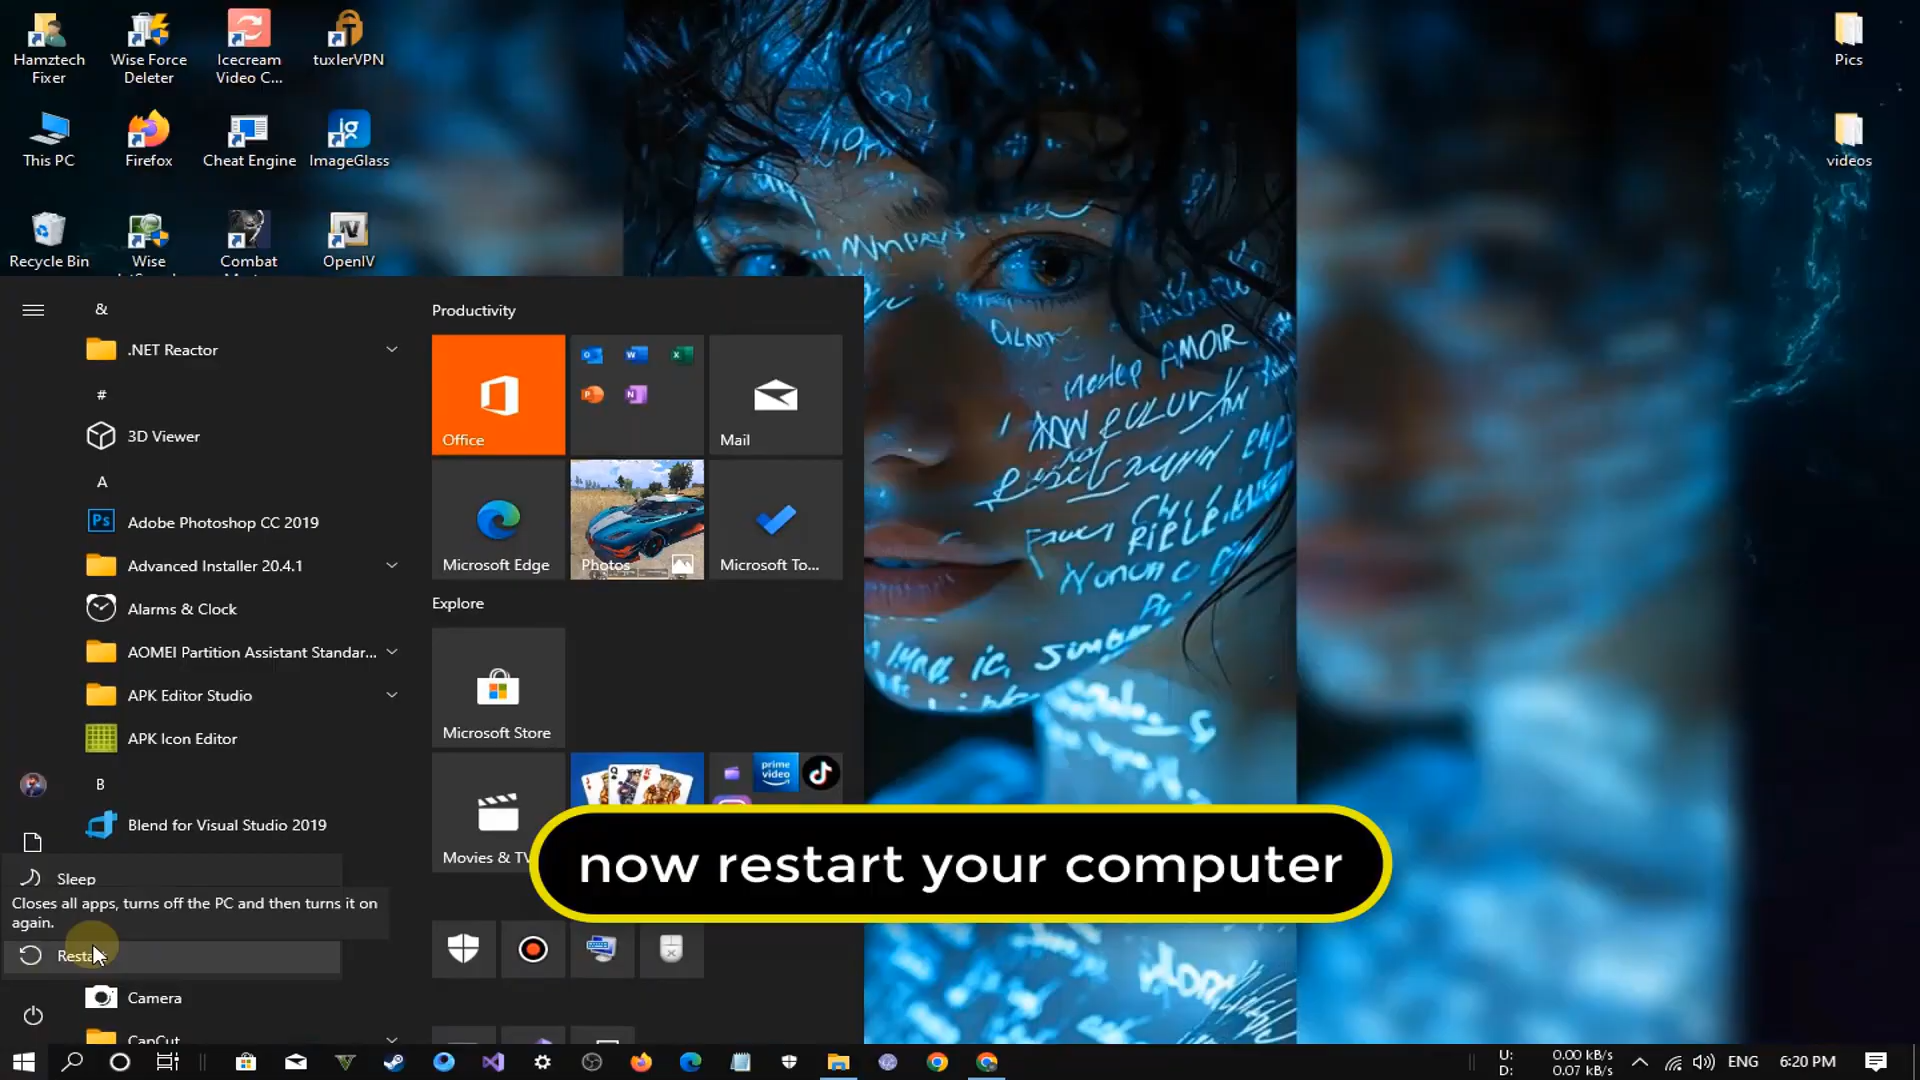 Hamztech
Fixer
Wise Force
Deleter
Icecream
Video C...
tuxlerVPN
Pics
This PC
Firefox
Cheat Engine
ImageGlass
videos
Recycle Bin
Wise
Combat
OpenIV
&
.NET Reactor
#
3D Viewer
A
Adobe Photoshop CC 2019
Advanced Installer 20.4.1
Alarms & Clock
AOMEI Partition Assistant Standar...
APK Editor Studio
APK Icon Editor
B
Blend for Visual Studio 2019
Sleep
Closes all apps, turns off the PC and then turns it on
again.
Camera
CapCut
Productivity
Office
Mail
Microsoft Edge
Photos
Microsoft To...
Explore
Microsoft Store
prime
video
Movies & TV
now restart your computer
AMOR
U: 0.00 kB/s
D: 0.07 kB/s
ENG
6:20 PM